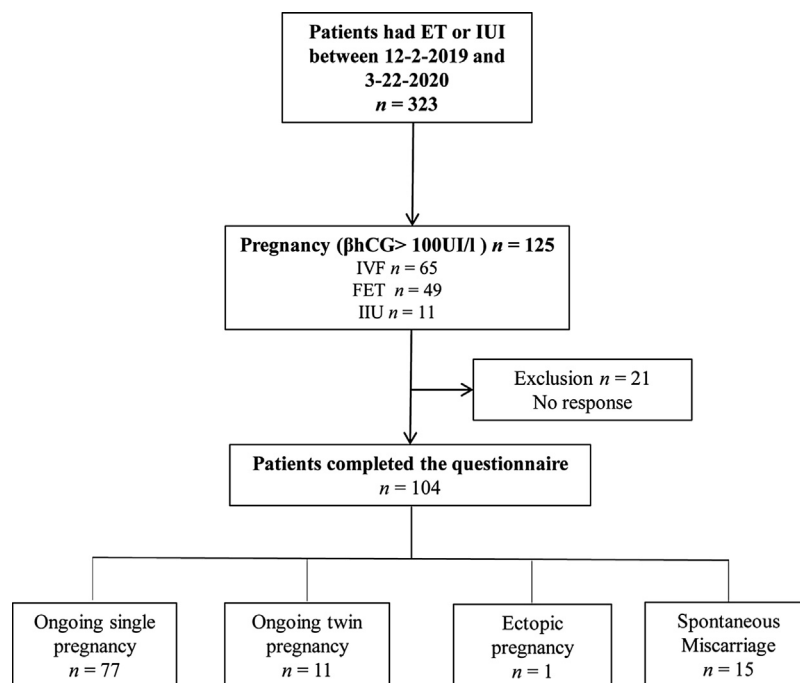 Patients had ET or IUI
between 12-2-2019 and
3-22-2020
n = 323
Pregnancy (βhCG> 100UI/l ) n = 125
IVF n = 65
FET n = 49
IIU n = 11
Exclusion n = 21
No response
Patients completed the questionnaire
n = 104
Ongoing single
pregnancy
n = 77
Ongoing twin
pregnancy
n = 11
Ectopic
pregnancy
n = 1
Spontaneous
Miscarriage
n = 15